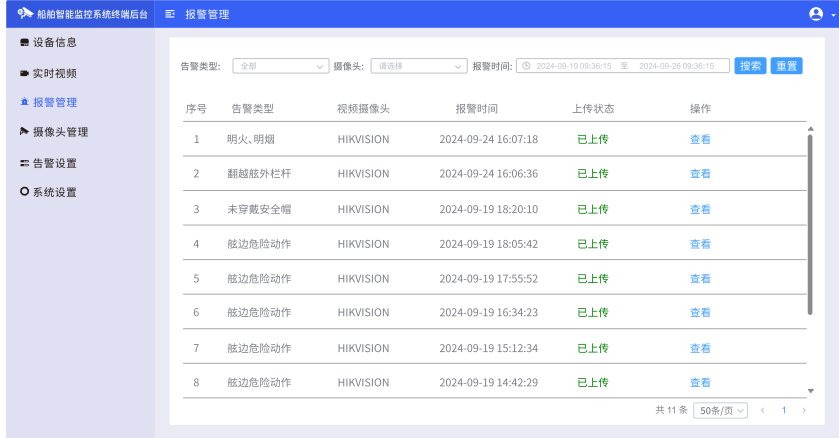 船舶智能监控系统终端后台 报警管理
设备信息
实时视频
报警管理
摄像头管理
告警设置
系统设置
告警类型: 全部 摄像头: 请选择 报警时间: 2024-09-19 09:36:15 至 2024-09-26 09:36:15 搜索 重置
序号 告警类型 视频摄像头 报警时间 上传状态 操作
1 明火、明烟 HIKVISION 2024-09-24 16:07:18 已上传 查看
2 翻越舷外栏杆 HIKVISION 2024-09-24 16:06:36 已上传 查看
3 未穿戴安全帽 HIKVISION 2024-09-19 18:20:10 已上传 查看
4 舷边危险动作 HIKVISION 2024-09-19 18:05:42 已上传 查看
5 舷边危险动作 HIKVISION 2024-09-19 17:55:52 已上传 查看
6 舷边危险动作 HIKVISION 2024-09-19 16:34:23 已上传 查看
7 舷边危险动作 HIKVISION 2024-09-19 15:12:34 已上传 查看
8 舷边危险动作 HIKVISION 2024-09-19 14:42:29 已上传 查看
共 11 条 50条/页 1